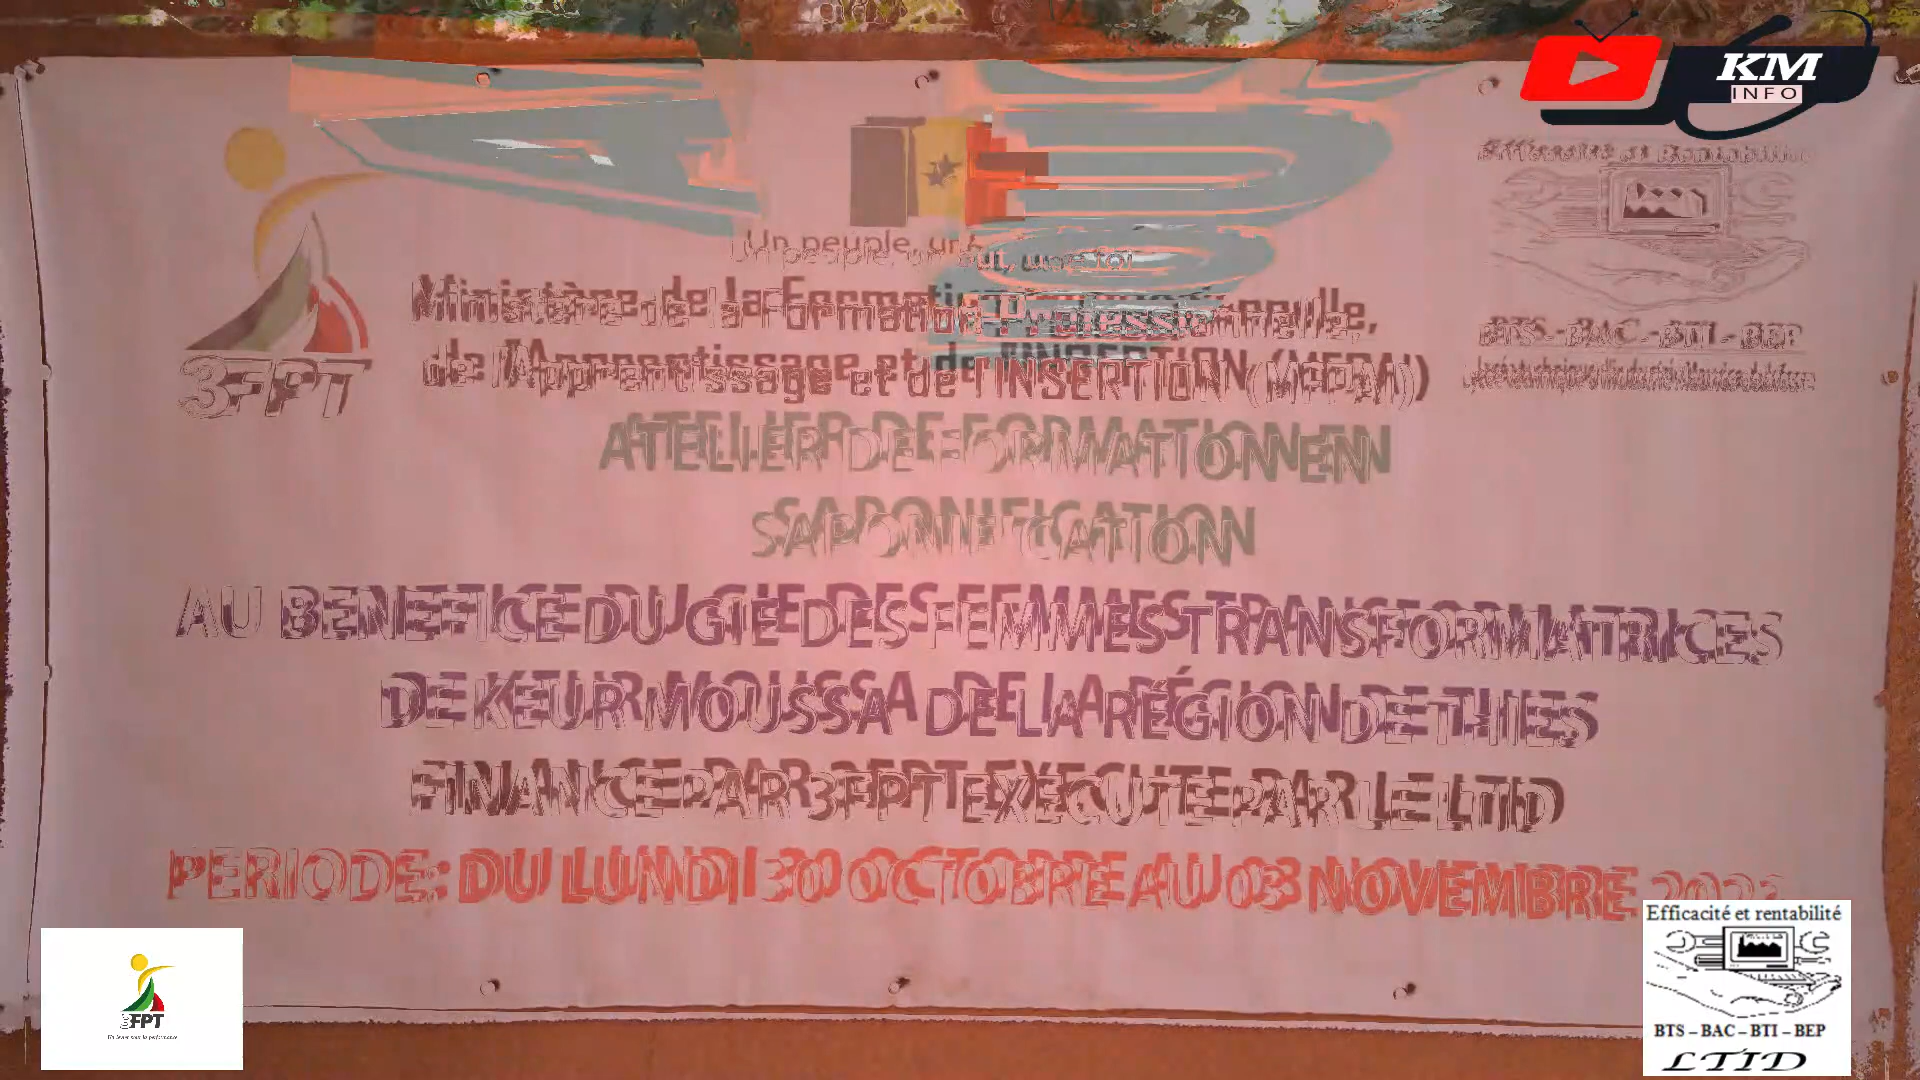 KM
INFO
Efficacité et Rentabilité
Un peuple, un but, une foi
Ministère de la Formation Professionnelle,
de l'Apprentissage et de l'INSERTION (MFPAI)
3FPT
BTS - BAC - BTI - BEP
ATELIER DE FORMATION EN
SAPONIFICATION
AU BENEFICE DU GIE DES FEMMES TRANSFORMATRICES
DE KEUR MOUSSA DE LA RÉGION DE THIES
FINANCE PAR 3FPT EXECUTE PAR LE LTID
PERIODE: DU LUNDI 30 OCTOBRE AU 03 NOVEMBRE 2023
3FPT
Efficacité et rentabilité
BTS – BAC – BTI – BEP
LTID